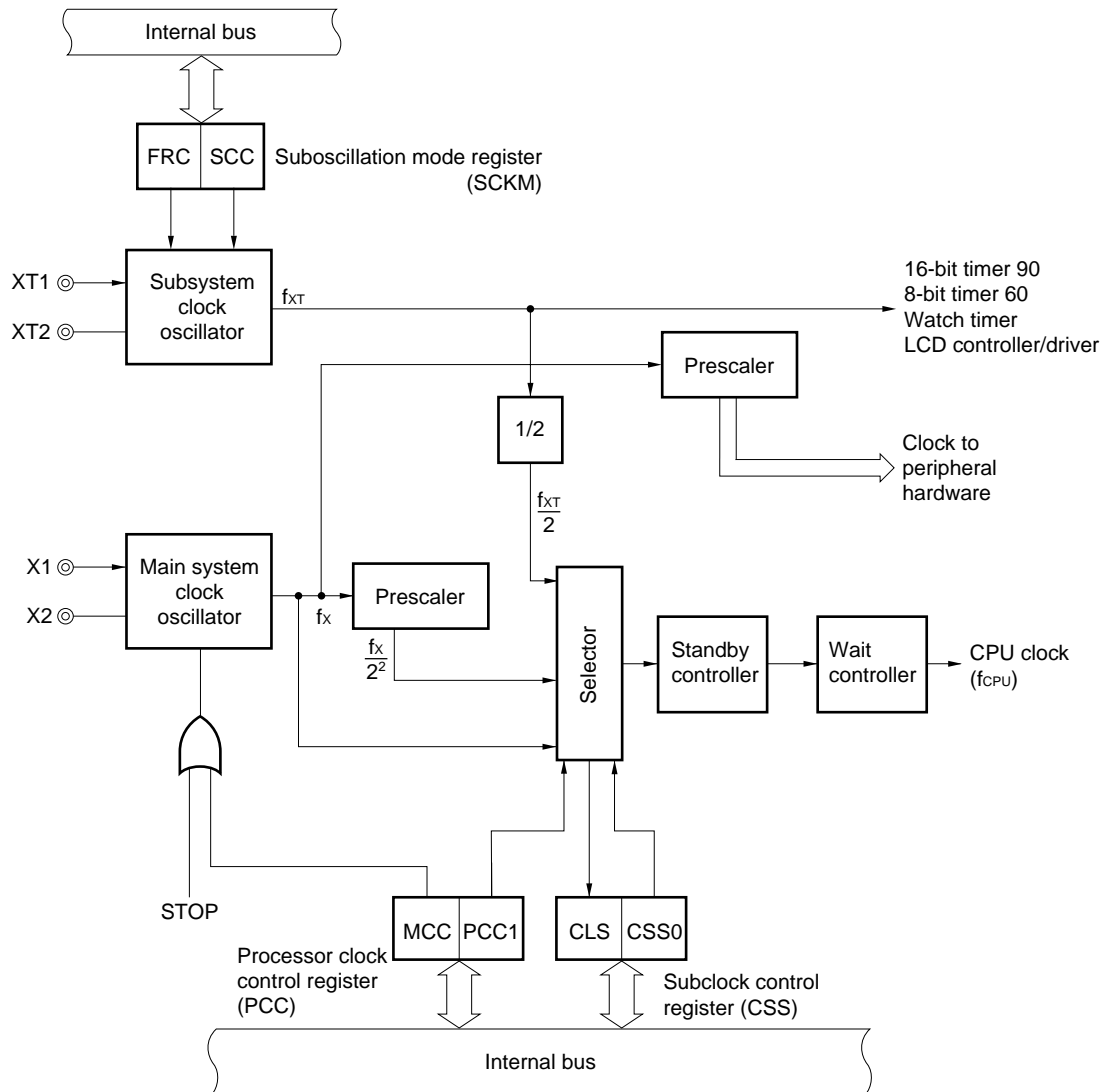 Internal bus
FRC SCC
Suboscillation mode register
(SCKM)
XT1
XT2
Subsystem
clock
oscillator
fXT
16-bit timer 90
8-bit timer 60
Watch timer
LCD controller/driver
Prescaler
1/2
Clock to
peripheral
hardware
fXT
2
X1
X2
Main system
clock
oscillator
fX
Prescaler
fX
2²
Selector
Standby
controller
Wait
controller
CPU clock
(fCPU)
STOP
MCC PCC1
CLS CSS0
Processor clock
control register
(PCC)
Subclock control
register (CSS)
Internal bus